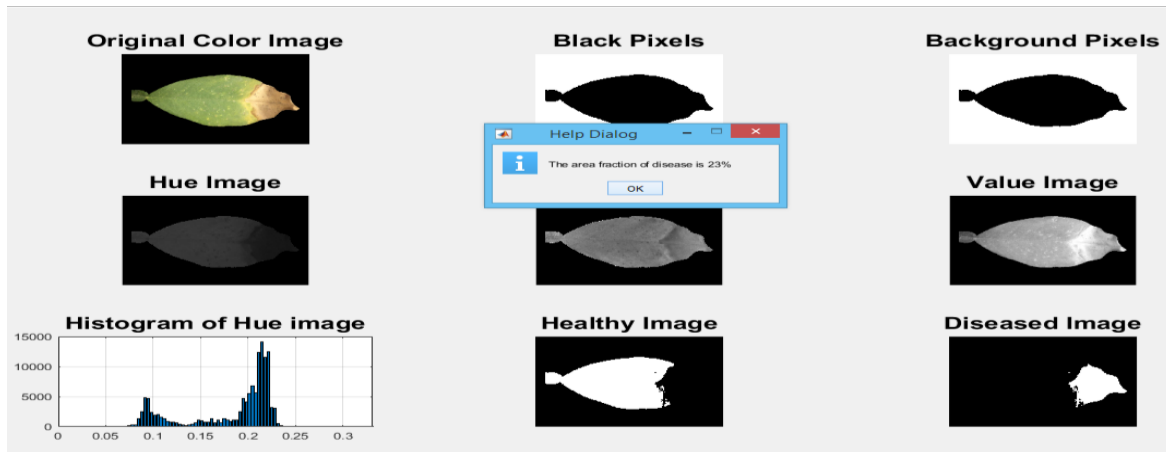 Original Color Image
Black Pixels
Background Pixels
Help Dialog
The area fraction of disease is 23%
OK
Hue Image
Value Image
Histogram of Hue image
15000
10000
5000
0
0 0.05 0.1 0.15 0.2 0.25 0.3
Healthy Image
Diseased Image